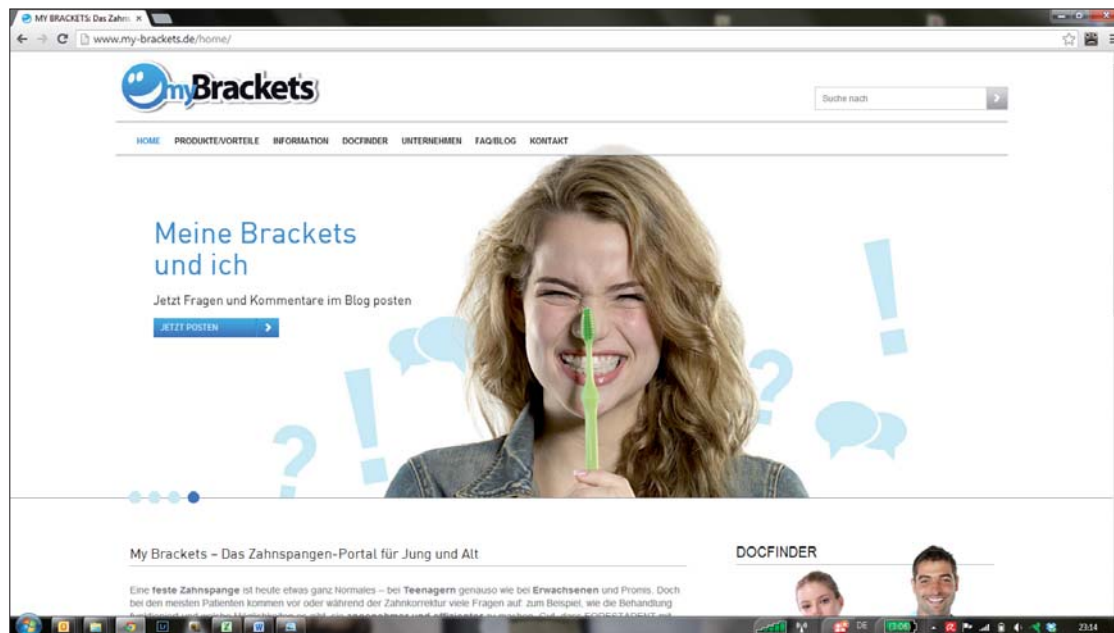 MY BRACKETS: Das Zahns
www.my-brackets.de/home/
myBrackets
Suche nach
HOME PRODUKTE/VORTEILE INFORMATION DOCFINDER UNTERNEHMEN FAQ/BLOG KONTAKT
Meine Brackets
und ich
Jetzt Fragen und Kommentare im Blog posten
JETZT POSTEN
My Brackets – Das Zahnspangen-Portal für Jung und Alt
DOCFINDER
Eine feste Zahnspange ist heute etwas ganz Normales – bei Teenagern genauso wie bei Erwachsenen und Promis. Doch
bei den meisten Patienten kommen vor oder während der Zahnkorrektur viele Fragen auf: zum Beispiel, wie die Behandlung
DE
(3:06)
23:14